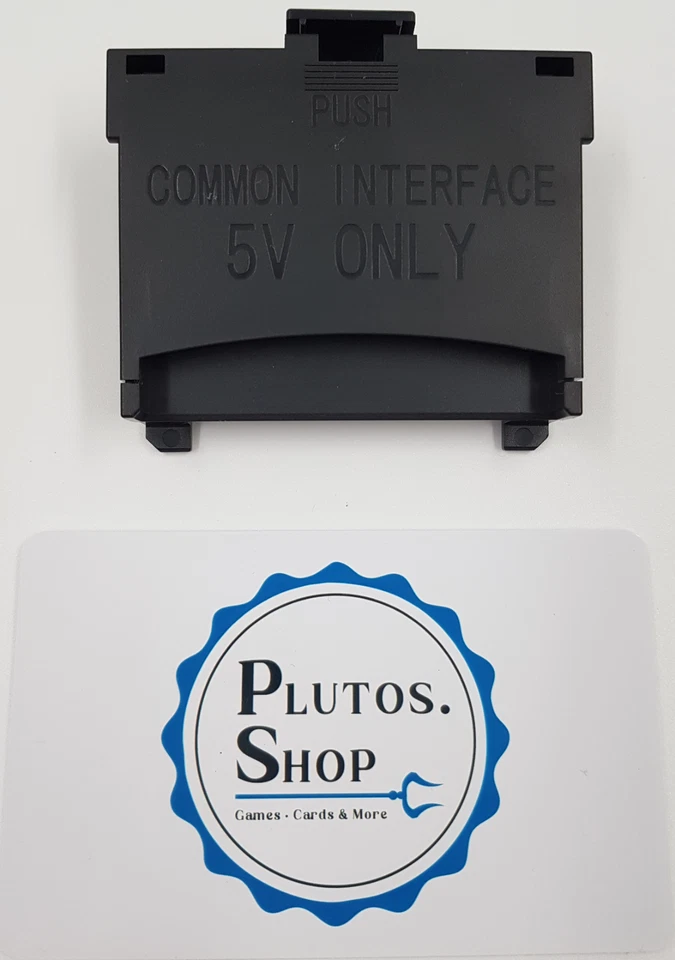 PUSH
COMMON INTERFACE
5V ONLY
PLUTOS.
SHOP
Games · Cards & More